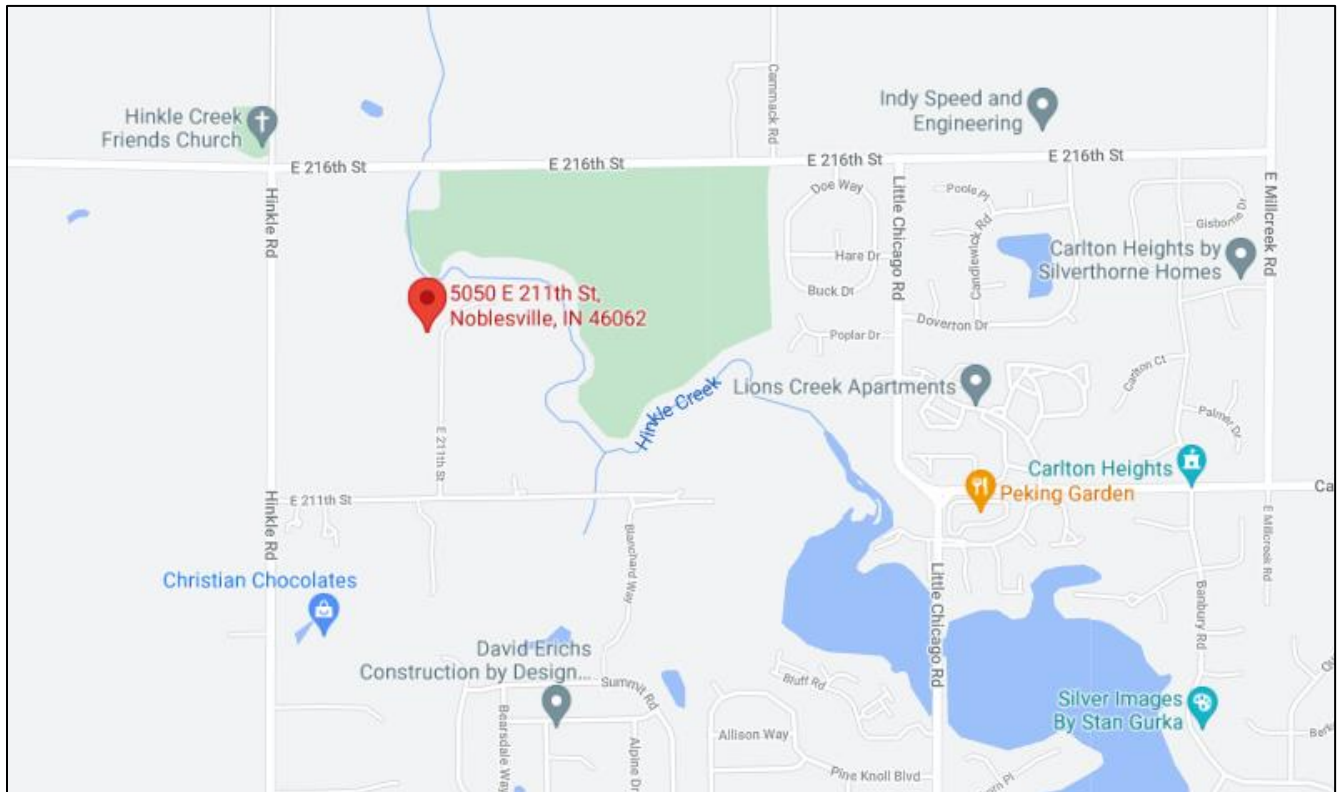 Hinkle Creek
Friends Church
Cammack Rd
Indy Speed and
Engineering
E 216th St
E 216th St
E 216th St
E 216th St
Hinkle Rd
Doe Way
Little Chicago Rd
Poole Pl
E Millcreek Rd
Gisborne Dr
Candlewick Rd
Hare Dr
Carlton Heights by
Silverthorne Homes
Buck Dr
5050 E 211th St,
Noblesville, IN 46062
Doverton Dr
Poplar Dr
Carlton Ct
Lions Creek Apartments
Hinkle Creek
Palmer Dr
E 211th St
Carlton Heights
Peking Garden
Ca
E 211th St
Hinkle Rd
E Millcreek Rd
Blanchard Way
Christian Chocolates
Little Chicago Rd
Banbury Rd
David Erichs
Construction by Design...
Summit Rd
Bluff Rd
Silver Images
By Stan Gurka
Bearsdale Way
Alpine Dr
Allison Way
Pine Knoll Blvd